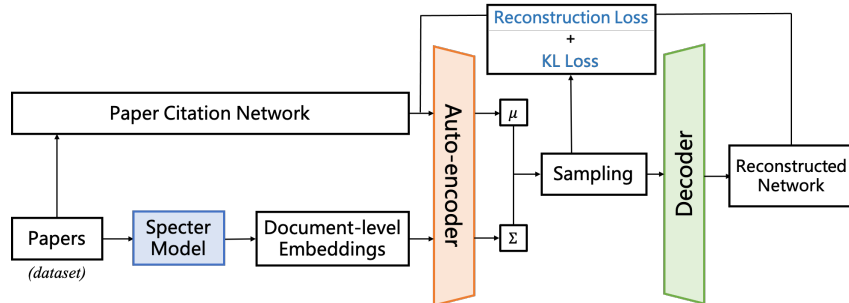 Reconstruction Loss
+
KL Loss
Paper Citation Network
Auto-encoder
μ
Sampling
Decoder
Reconstructed
Network
Papers
(dataset)
Specter
Model
Document-level
Embeddings
Σ